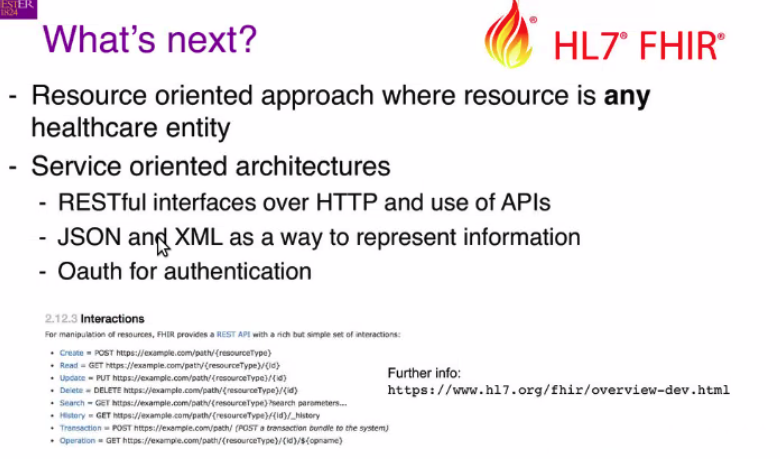 ESTER
1824
What's next?
HL7® FHIR®
- Resource oriented approach where resource is any
healthcare entity
- Service oriented architectures
- RESTful interfaces over HTTP and use of APIs
- JSON and XML as a way to represent information
- Oauth for authentication
2.12.3 Interactions
For manipulation of resources, FHIR provides a REST API with a rich but simple set of interactions:
• Create = POST https://example.com/path/{resourceType}
• Read = GET https://example.com/path/{resourceType}/{id}
• Update = PUT https://example.com/path/{resourceType}/{id}
• Delete = DELETE https://example.com/path/{resourceType}/{id}
• Search = GET https://example.com/path/{resourceType}?search parameters...
• History = GET https://example.com/path/{resourceType}/{id}/_history
• Transaction = POST https://example.com/path/ (POST a transaction bundle to the system)
• Operation = GET https://example.com/path/{resourceType}/{id}/${opname}
Further info:
https://www.hl7.org/fhir/overview-dev.html